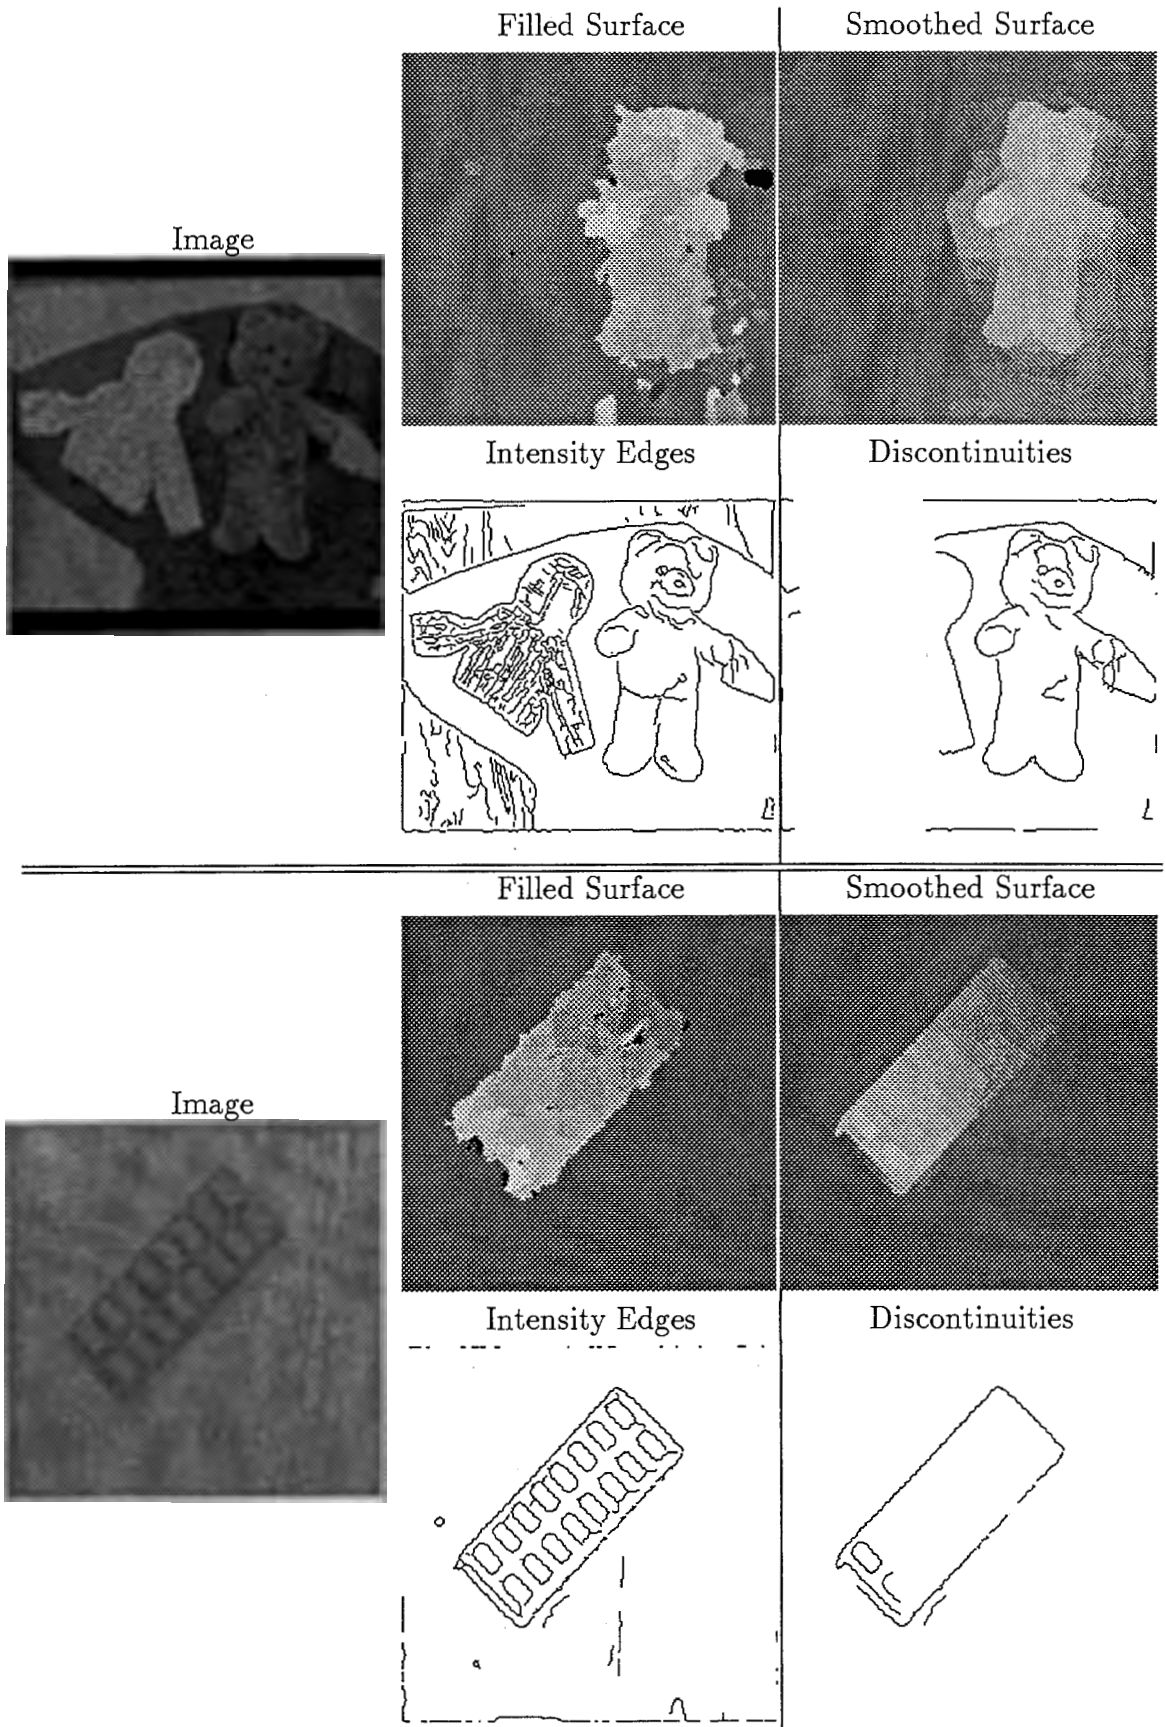 Filled Surface Smoothed Surface
Image
Intensity Edges Discontinuities
Filled Surface Smoothed Surface
Image
Intensity Edges Discontinuities